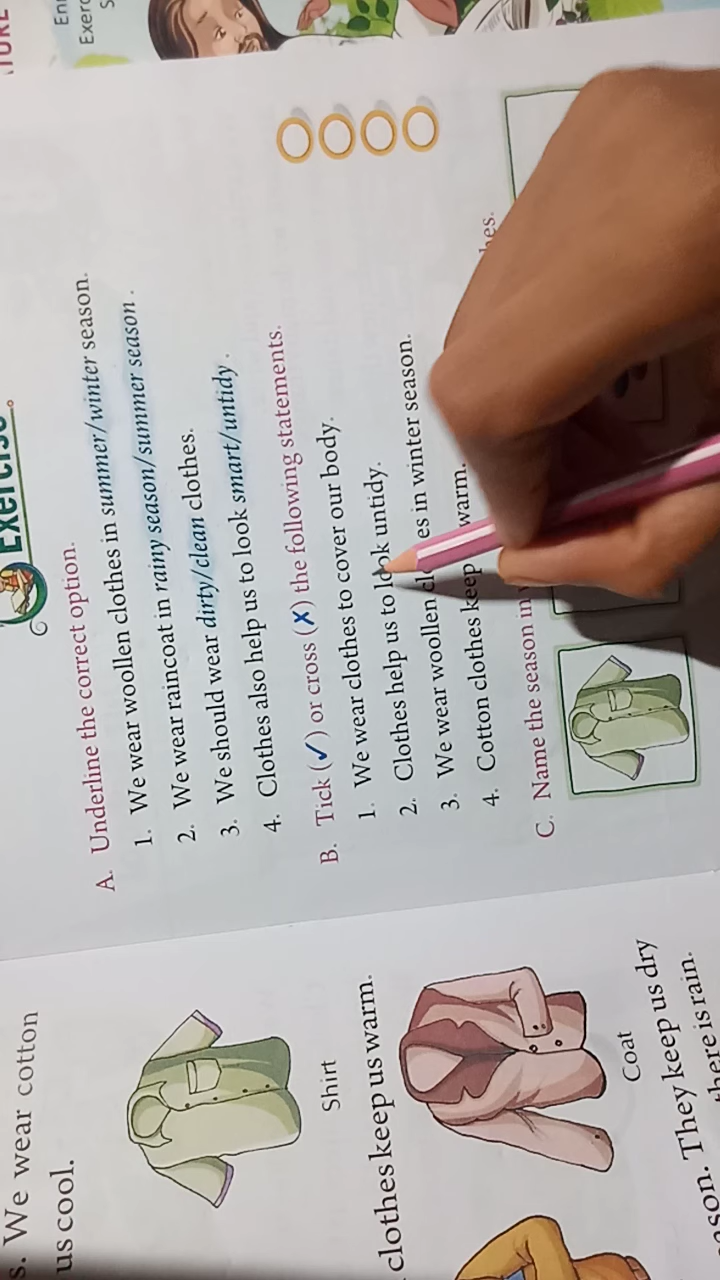 Exercise
A. Underline the correct option.
1. We wear woollen clothes in summer/winter season.
2. We wear raincoat in rainy season/summer season.
3. We should wear dirty/clean clothes.
4. Clothes also help us to look smart/untidy.
B. Tick (✓) or cross (✗) the following statements.
1. We wear clothes to cover our body.
2. Clothes help us to look untidy.
3. We wear woollen es in winter season.
4. Cotton clothes keep warm.
C. Name the season in hes.
s. We wear cotton
us cool.
Shirt
clothes keep us warm.
Coat
ason. They keep us dry
there is rain.